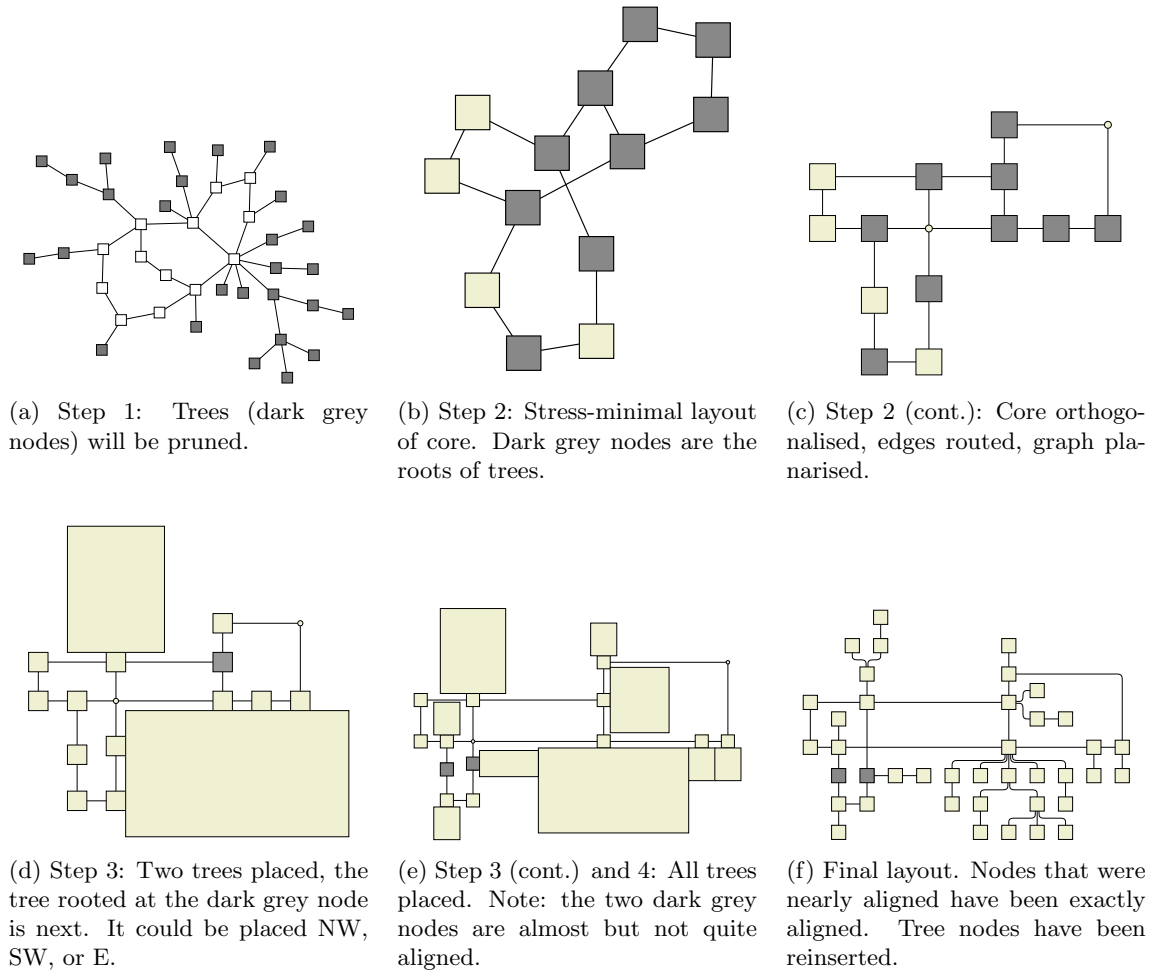 (a) Step 1: Trees (dark grey
nodes) will be pruned.
(b) Step 2: Stress-minimal layout
of core. Dark grey nodes are the
roots of trees.
(c) Step 2 (cont.): Core orthogo-
nalised, edges routed, graph pla-
narised.
(d) Step 3: Two trees placed, the
tree rooted at the dark grey node
is next. It could be placed NW,
SW, or E.
(e) Step 3 (cont.) and 4: All trees
placed. Note: the two dark grey
nodes are almost but not quite
aligned.
(f) Final layout. Nodes that were
nearly aligned have been exactly
aligned. Tree nodes have been
reinserted.